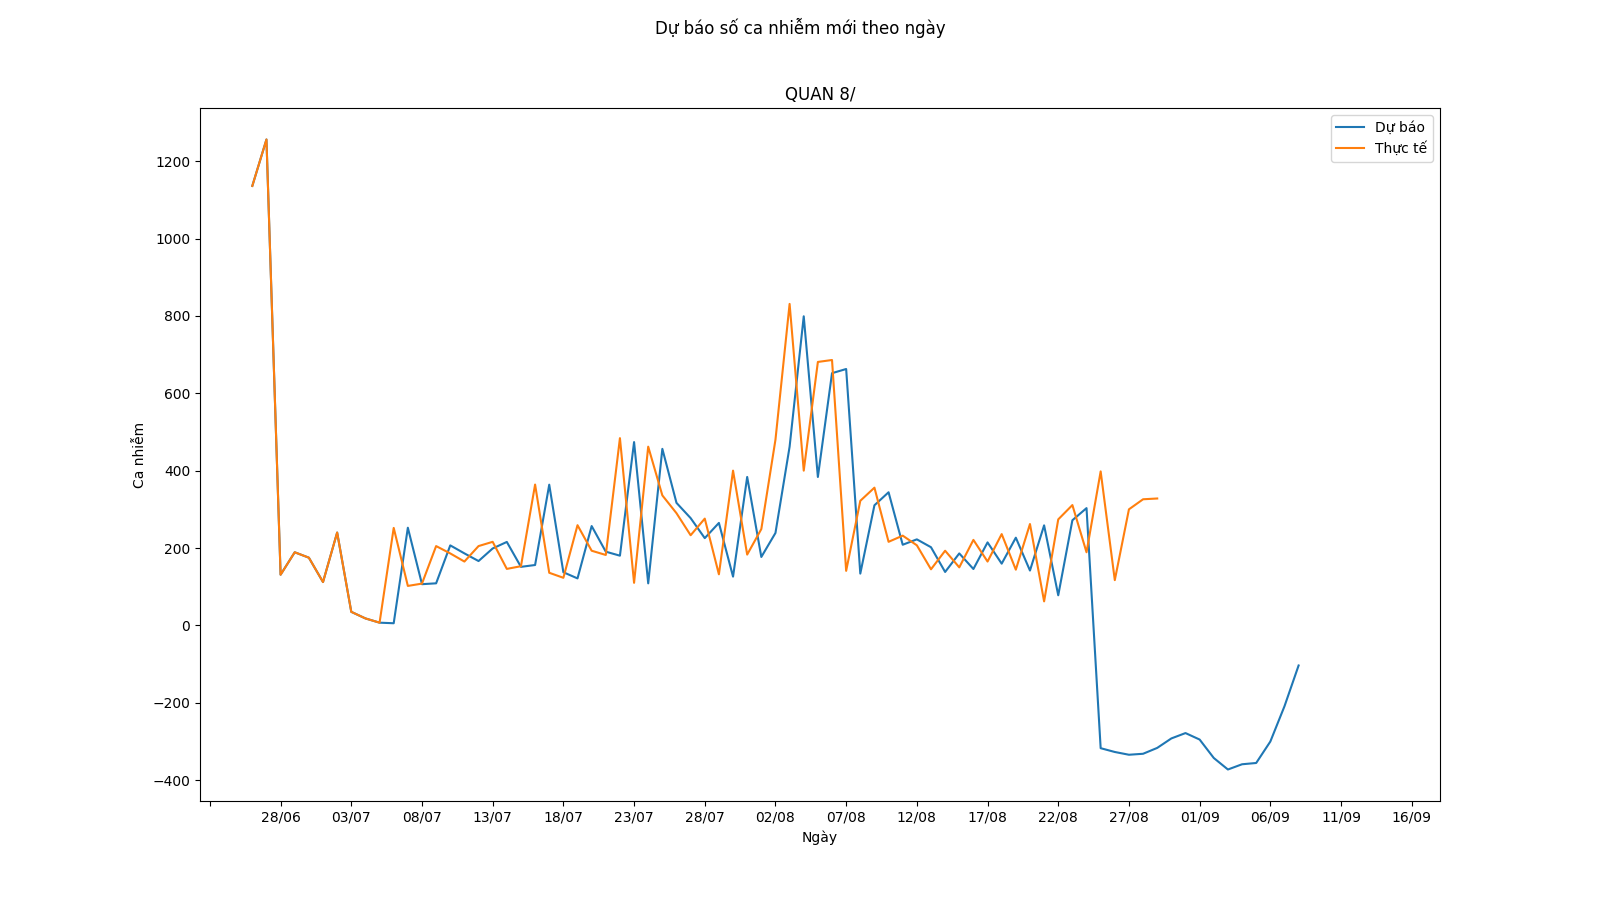 Dự báo số ca nhiễm mới theo ngày
QUAN 8/
Dự báo
Thực tế
1200
1000
800
600
400
200
0
−200
−400
Ca nhiễm
28/06 03/07 08/07 13/07 18/07 23/07 28/07 02/08 07/08 12/08 17/08 22/08 27/08 01/09 06/09 11/09 16/09
Ngày